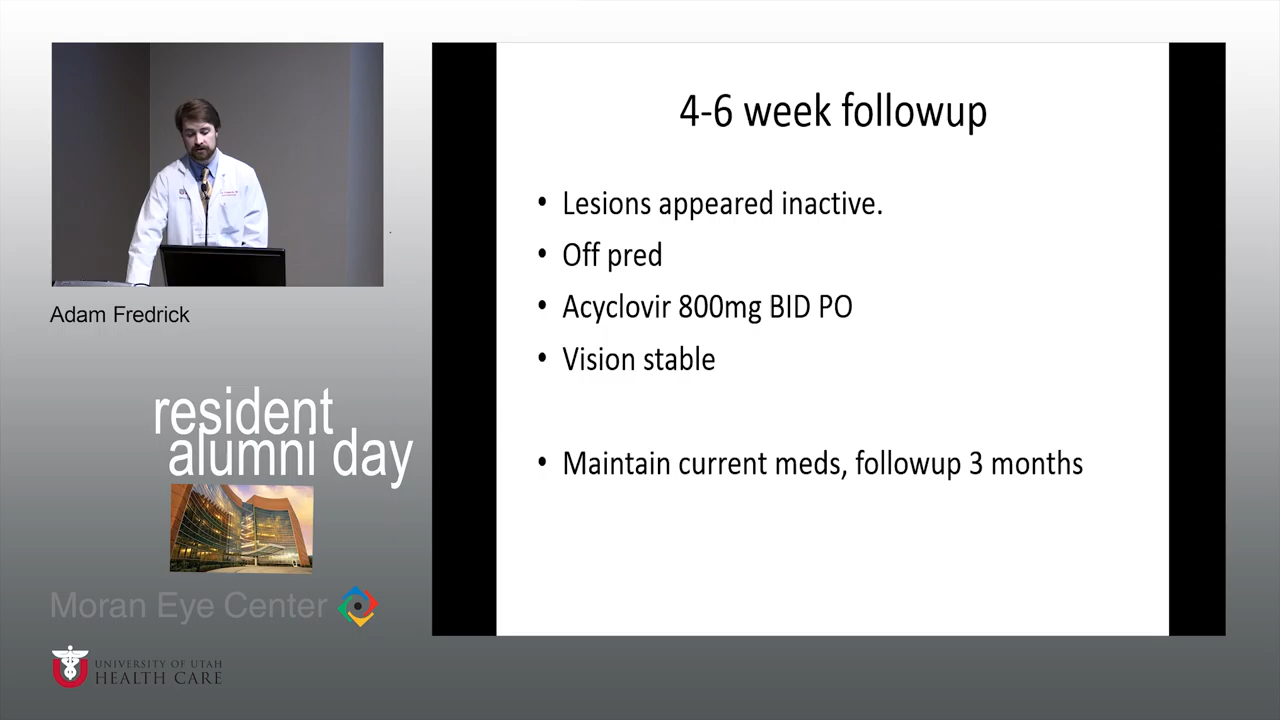 4-6 week followup
• Lesions appeared inactive.
• Off pred
• Acyclovir 800mg BID PO
• Vision stable
• Maintain current meds, followup 3 months
Adam Fredrick
resident
alumni day
Moran Eye Center
UNIVERSITY OF UTAH
HEALTH CARE